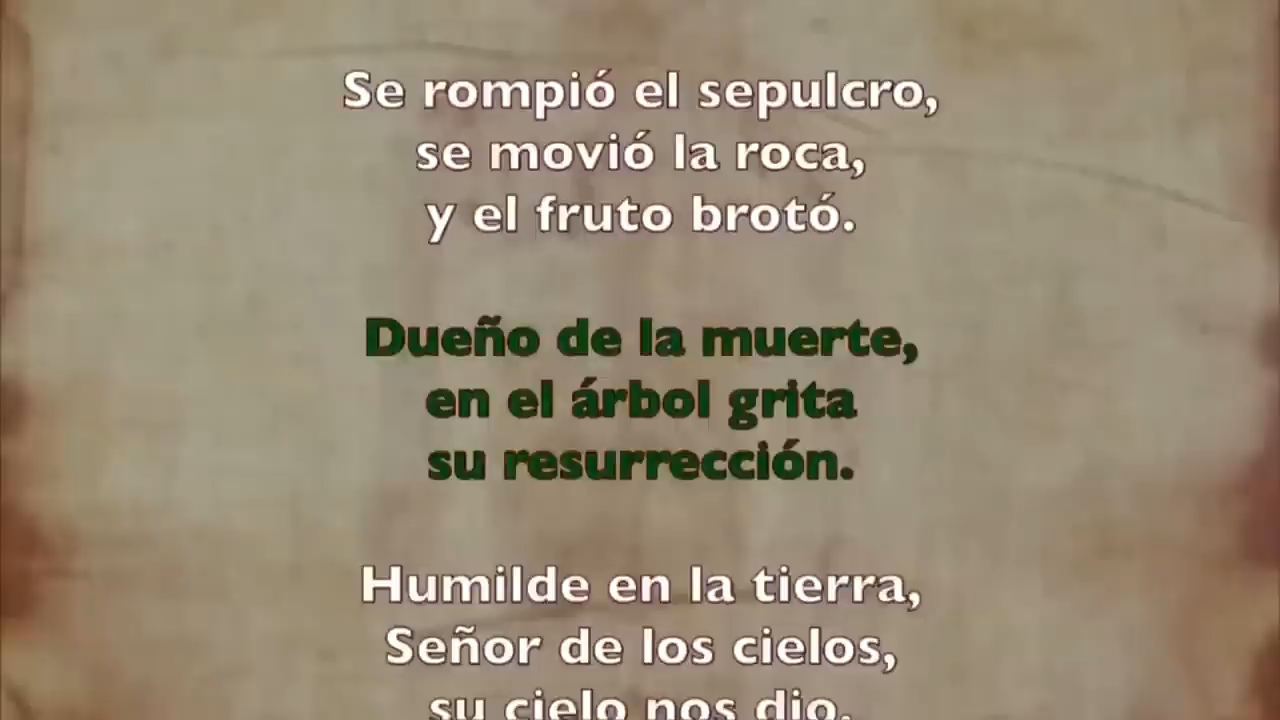 Se rompió el sepulcro,
se movió la roca,
y el fruto brotó.
Dueño de la muerte,
en el árbol grita
su resurrección.
Humilde en la tierra,
Señor de los cielos,
su cielo nos dio.